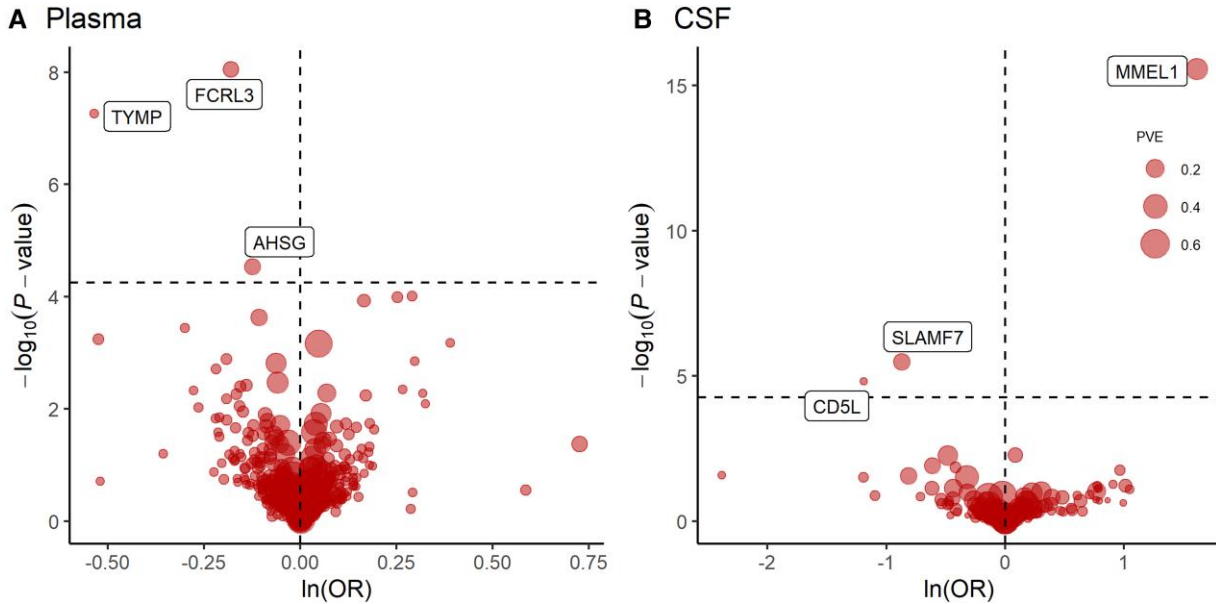 A Plasma
8
6
4
2
0
−log10(P − value)
FCRL3
TYMP
AHSG
-0.50 -0.25 0.00 0.25 0.50 0.75
ln(OR)
B CSF
15
10
5
0
−log10(P − value)
MMEL1
PVE
0.2
0.4
0.6
SLAMF7
CD5L
-2 -1 0 1
ln(OR)